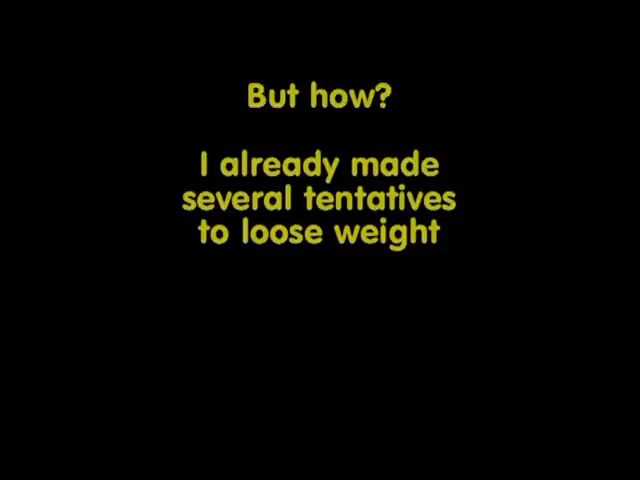 But how?
I already made
several tentatives
to loose weight